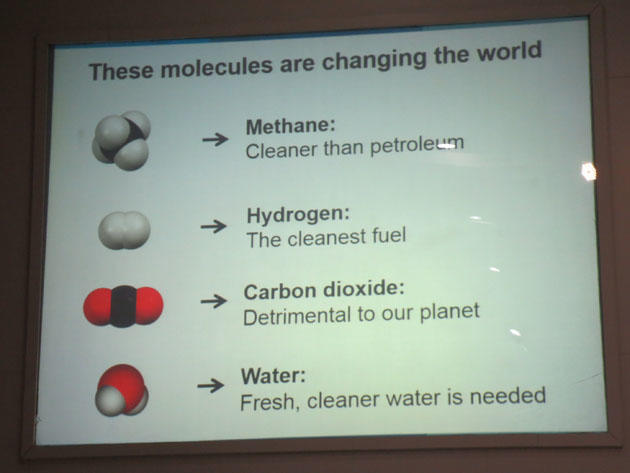 These molecules are changing the world
Methane:
Cleaner than petroleum
Hydrogen:
The cleanest fuel
Carbon dioxide:
Detrimental to our planet
Water:
Fresh, cleaner water is needed